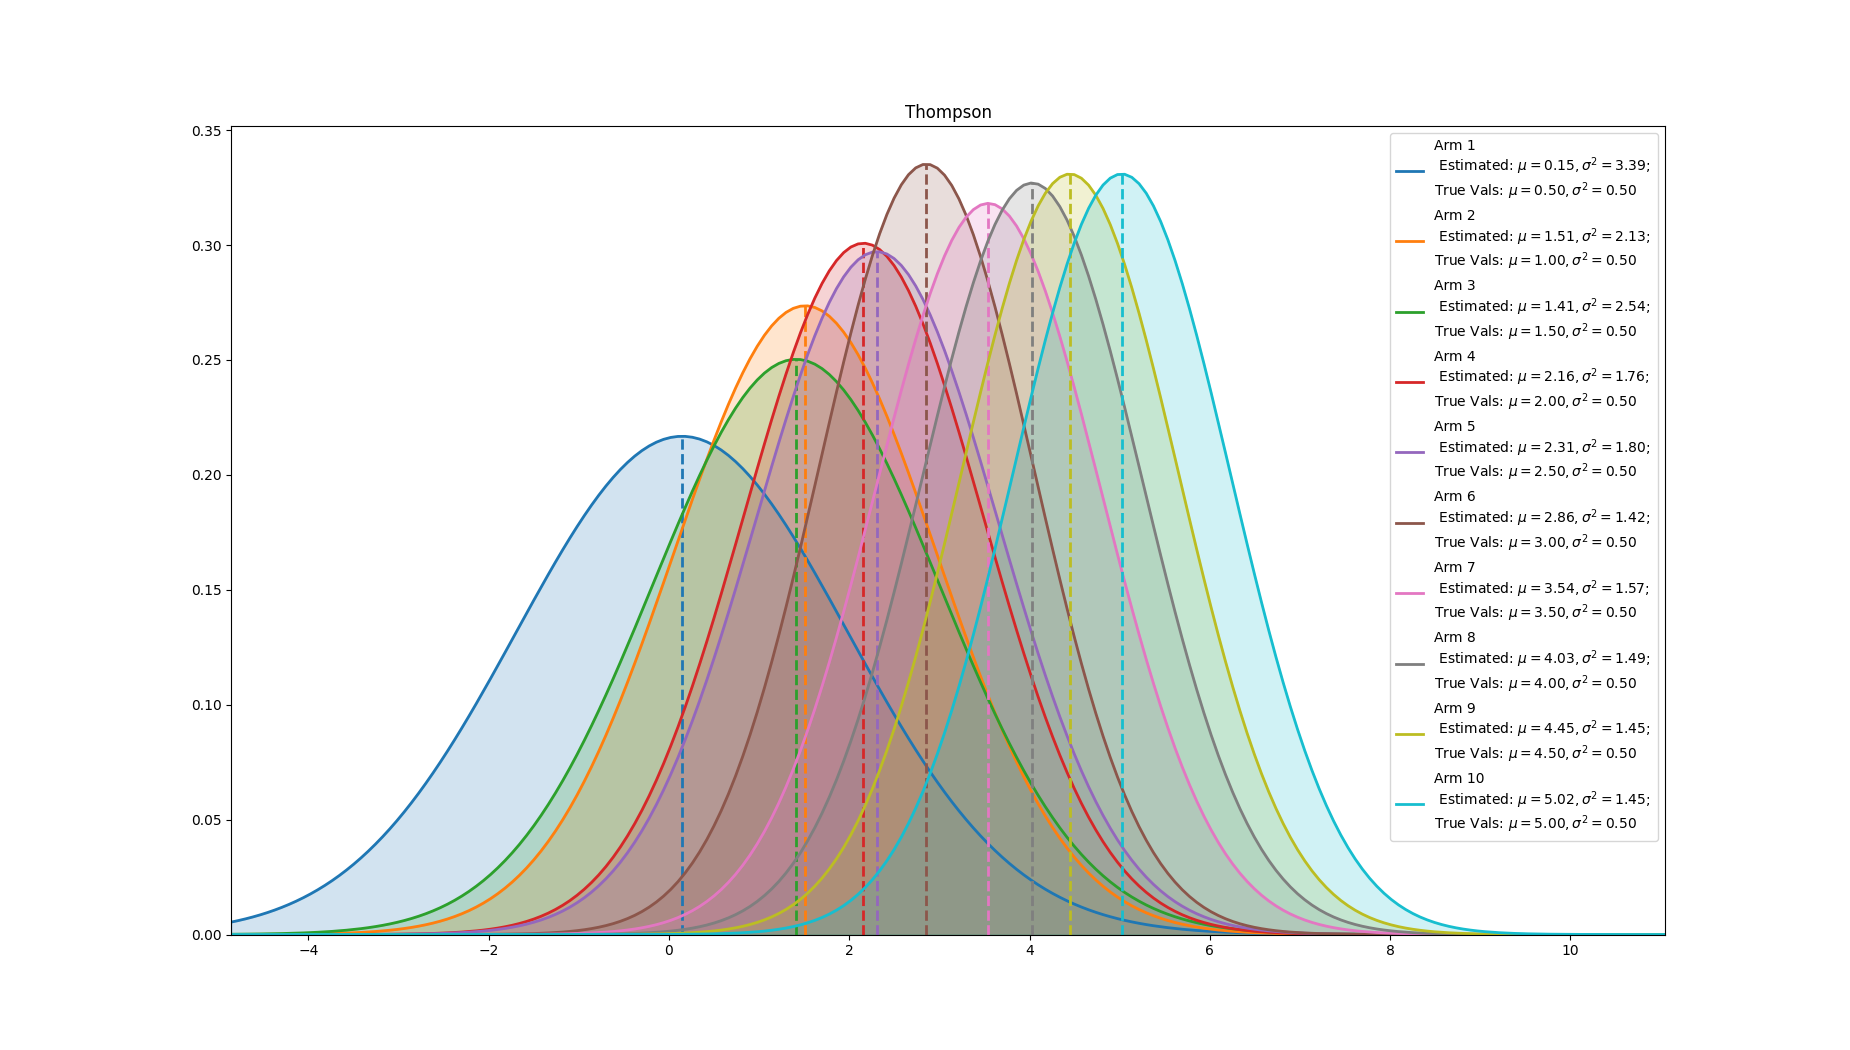 Thompson
0.35
0.30
0.25
0.20
0.15
0.10
0.05
0.00
−4
−2
0
2
4
6
8
10
Arm 1
Estimated: μ = 0.15, σ² = 3.39;
True Vals: μ = 0.50, σ² = 0.50
Arm 2
Estimated: μ = 1.51, σ² = 2.13;
True Vals: μ = 1.00, σ² = 0.50
Arm 3
Estimated: μ = 1.41, σ² = 2.54;
True Vals: μ = 1.50, σ² = 0.50
Arm 4
Estimated: μ = 2.16, σ² = 1.76;
True Vals: μ = 2.00, σ² = 0.50
Arm 5
Estimated: μ = 2.31, σ² = 1.80;
True Vals: μ = 2.50, σ² = 0.50
Arm 6
Estimated: μ = 2.86, σ² = 1.42;
True Vals: μ = 3.00, σ² = 0.50
Arm 7
Estimated: μ = 3.54, σ² = 1.57;
True Vals: μ = 3.50, σ² = 0.50
Arm 8
Estimated: μ = 4.03, σ² = 1.49;
True Vals: μ = 4.00, σ² = 0.50
Arm 9
Estimated: μ = 4.45, σ² = 1.45;
True Vals: μ = 4.50, σ² = 0.50
Arm 10
Estimated: μ = 5.02, σ² = 1.45;
True Vals: μ = 5.00, σ² = 0.50